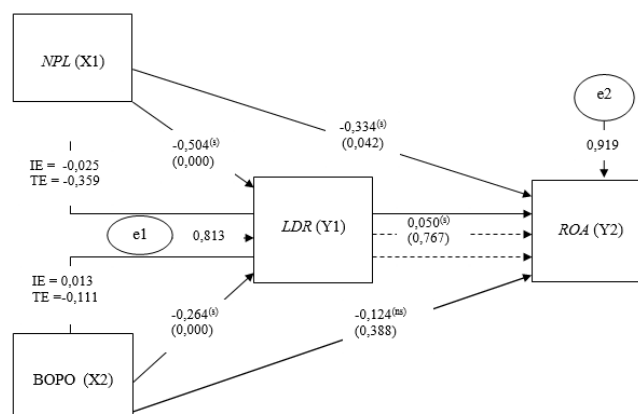 NPL (X1)
e2
-0,504(s)
(0,000)
-0,334(s)
(0,042)
0,919
IE = -0,025
TE = -0,359
e1
0,813
LDR (Y1)
0,050(s)
(0,767)
ROA (Y2)
IE = 0,013
TE =-0,111
-0,264(s)
(0,000)
-0,124(ns)
(0,388)
BOPO (X2)